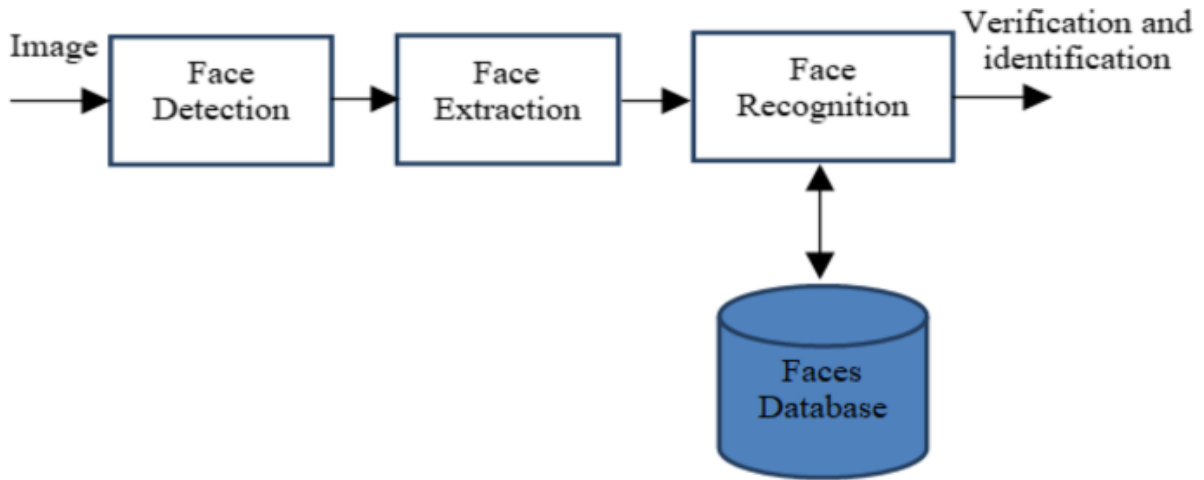 Image
Face
Detection
Face
Extraction
Face
Recognition
Verification and
identification
Faces
Database